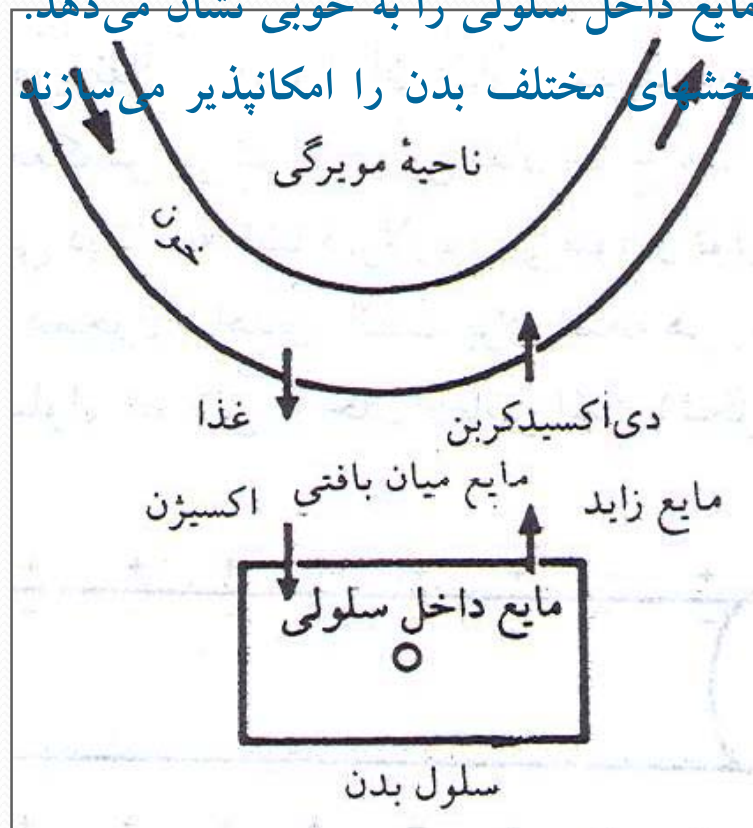 مایع داخل سلولی را به خوبی نشان می‌دهد.
بخشهای مختلف بدن را امکانپذیر می‌سازند
ناحیهٔ مویرگی
خون
غذا دی‌اکسیدکربن
اکسیژن مایع میان بافتی مایع زاید
مایع داخل سلولی
سلول بدن